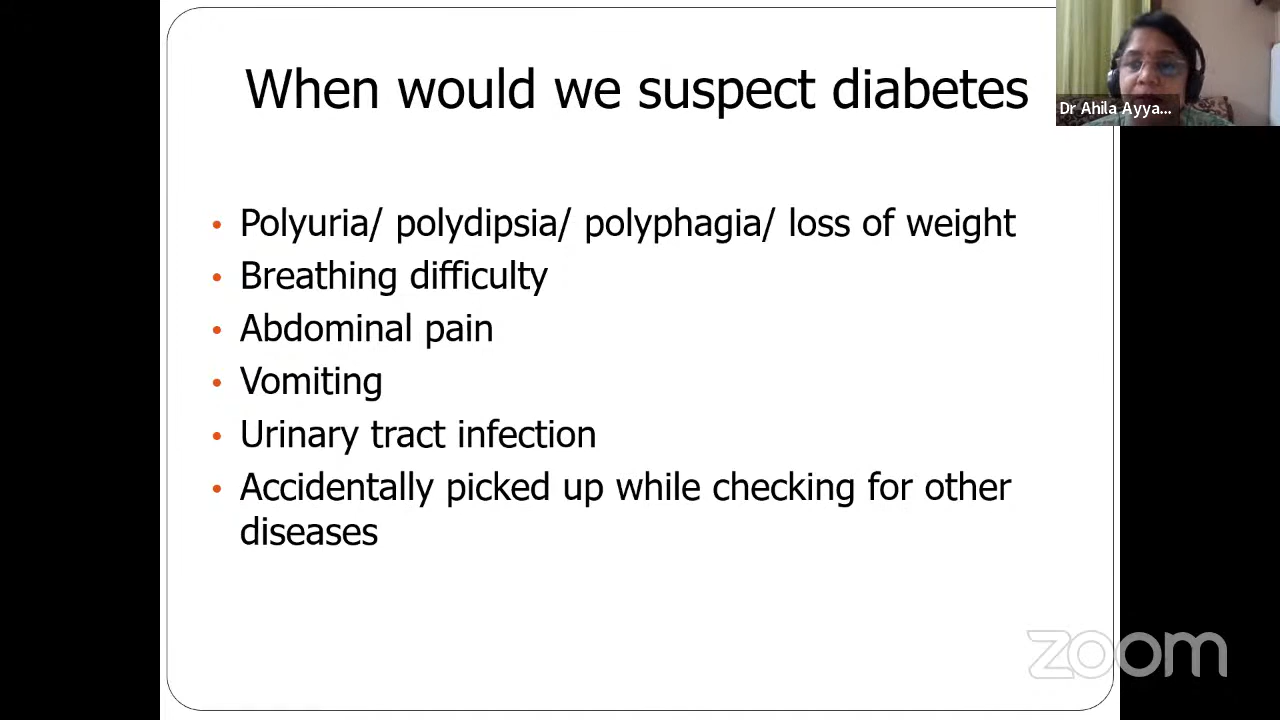 When would we suspect diabetes
Dr Ahila Ayya...
• Polyuria/ polydipsia/ polyphagia/ loss of weight
• Breathing difficulty
• Abdominal pain
• Vomiting
• Urinary tract infection
• Accidentally picked up while checking for other
diseases
zoom